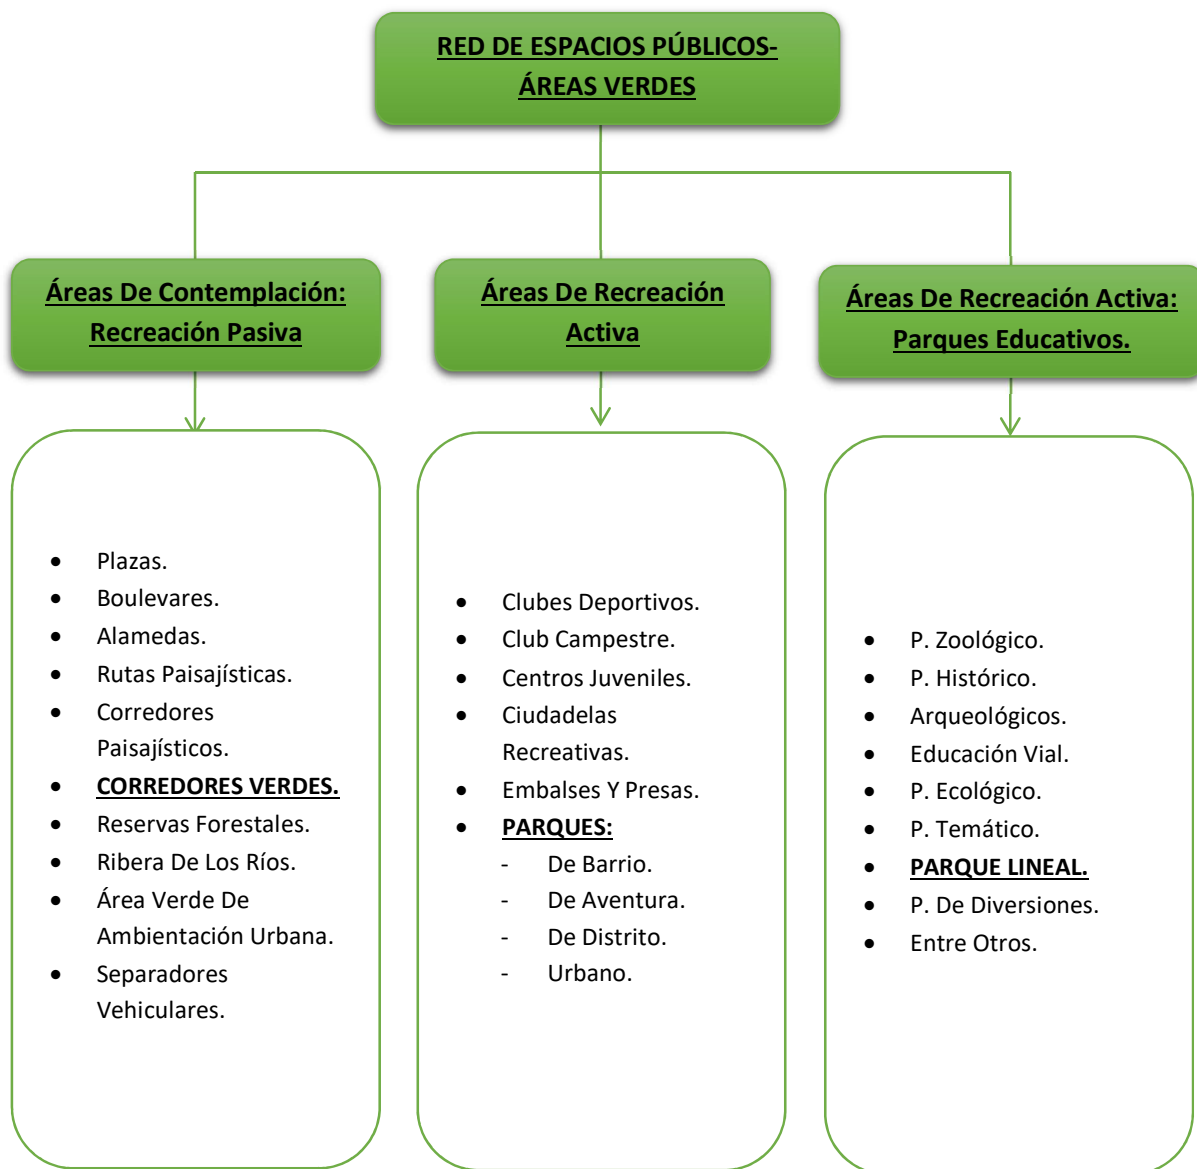 RED DE ESPACIOS PÚBLICOS-
ÁREAS VERDES
Áreas De Contemplación:
Recreación Pasiva
• Plazas.
• Boulevares.
• Alamedas.
• Rutas Paisajísticas.
• Corredores
Paisajísticos.
• CORREDORES VERDES.
• Reservas Forestales.
• Ribera De Los Ríos.
• Área Verde De
Ambientación Urbana.
• Separadores
Vehiculares.
Áreas De Recreación
Activa
• Clubes Deportivos.
• Club Campestre.
• Centros Juveniles.
• Ciudadelas
Recreativas.
• Embalses Y Presas.
• PARQUES:
- De Barrio.
- De Aventura.
- De Distrito.
- Urbano.
Áreas De Recreación Activa:
Parques Educativos.
• P. Zoológico.
• P. Histórico.
• Arqueológicos.
• Educación Vial.
• P. Ecológico.
• P. Temático.
• PARQUE LINEAL.
• P. De Diversiones.
• Entre Otros.